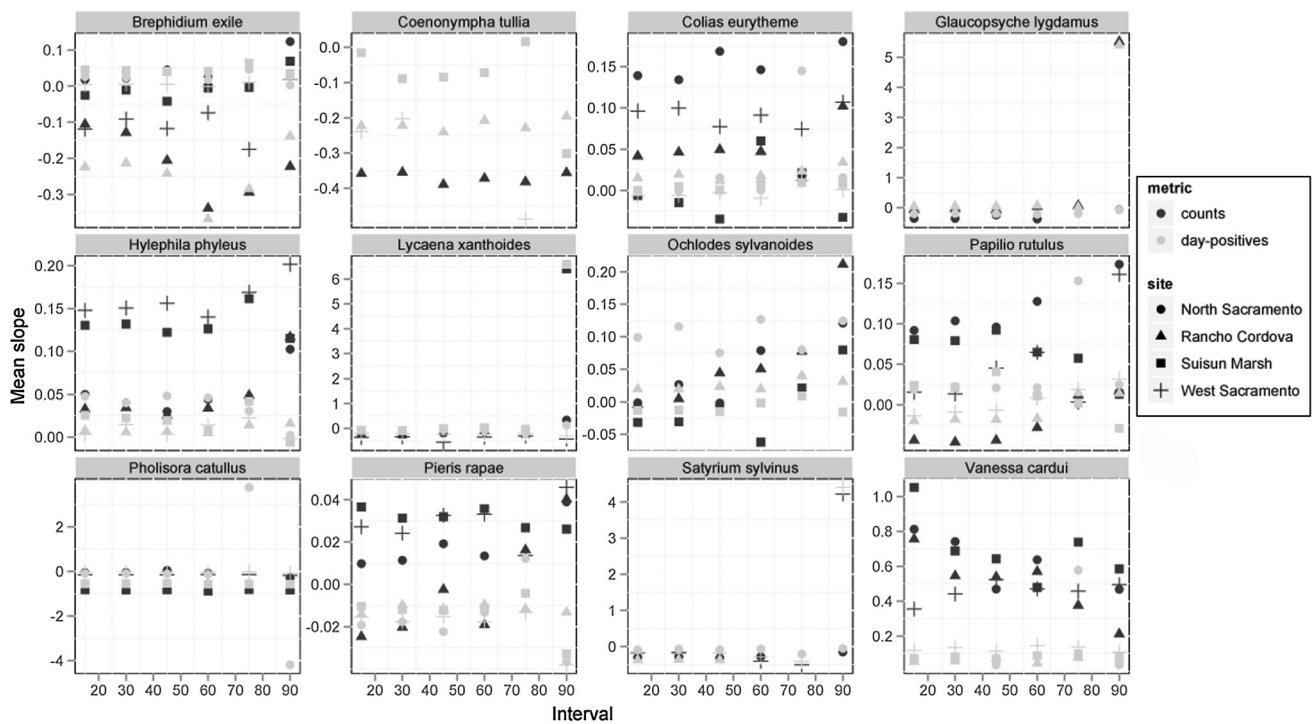 Brephidium exile Coenonympha tullia Colias eurytheme Glaucopsyche lygdamus
0.1 0.0 -0.1 -0.2 -0.3
0.0 -0.1 -0.2 -0.3 -0.4
0.15 0.10 0.05 0.00
5 4 3 2 1 0
Hylephila phyleus Lycaena xanthoides Ochlodes sylvanoides Papilio rutulus
0.20 0.15 0.10 0.05 0.00
6 5 4 3 2 1 0
0.20 0.15 0.10 0.05 0.00 -0.05
0.15 0.10 0.05 0.00
Mean slope
Pholisora catullus Pieris rapae Satyrium sylvinus Vanessa cardui
2 0 -2 -4
0.04 0.02 0.00 -0.02
4 3 2 1 0
1.0 0.8 0.6 0.4 0.2
20 30 40 50 60 70 80 90 20 30 40 50 60 70 80 90 20 30 40 50 60 70 80 90 20 30 40 50 60 70 80 90
Interval
metric
counts
day-positives
site
North Sacramento
Rancho Cordova
Suisun Marsh
West Sacramento